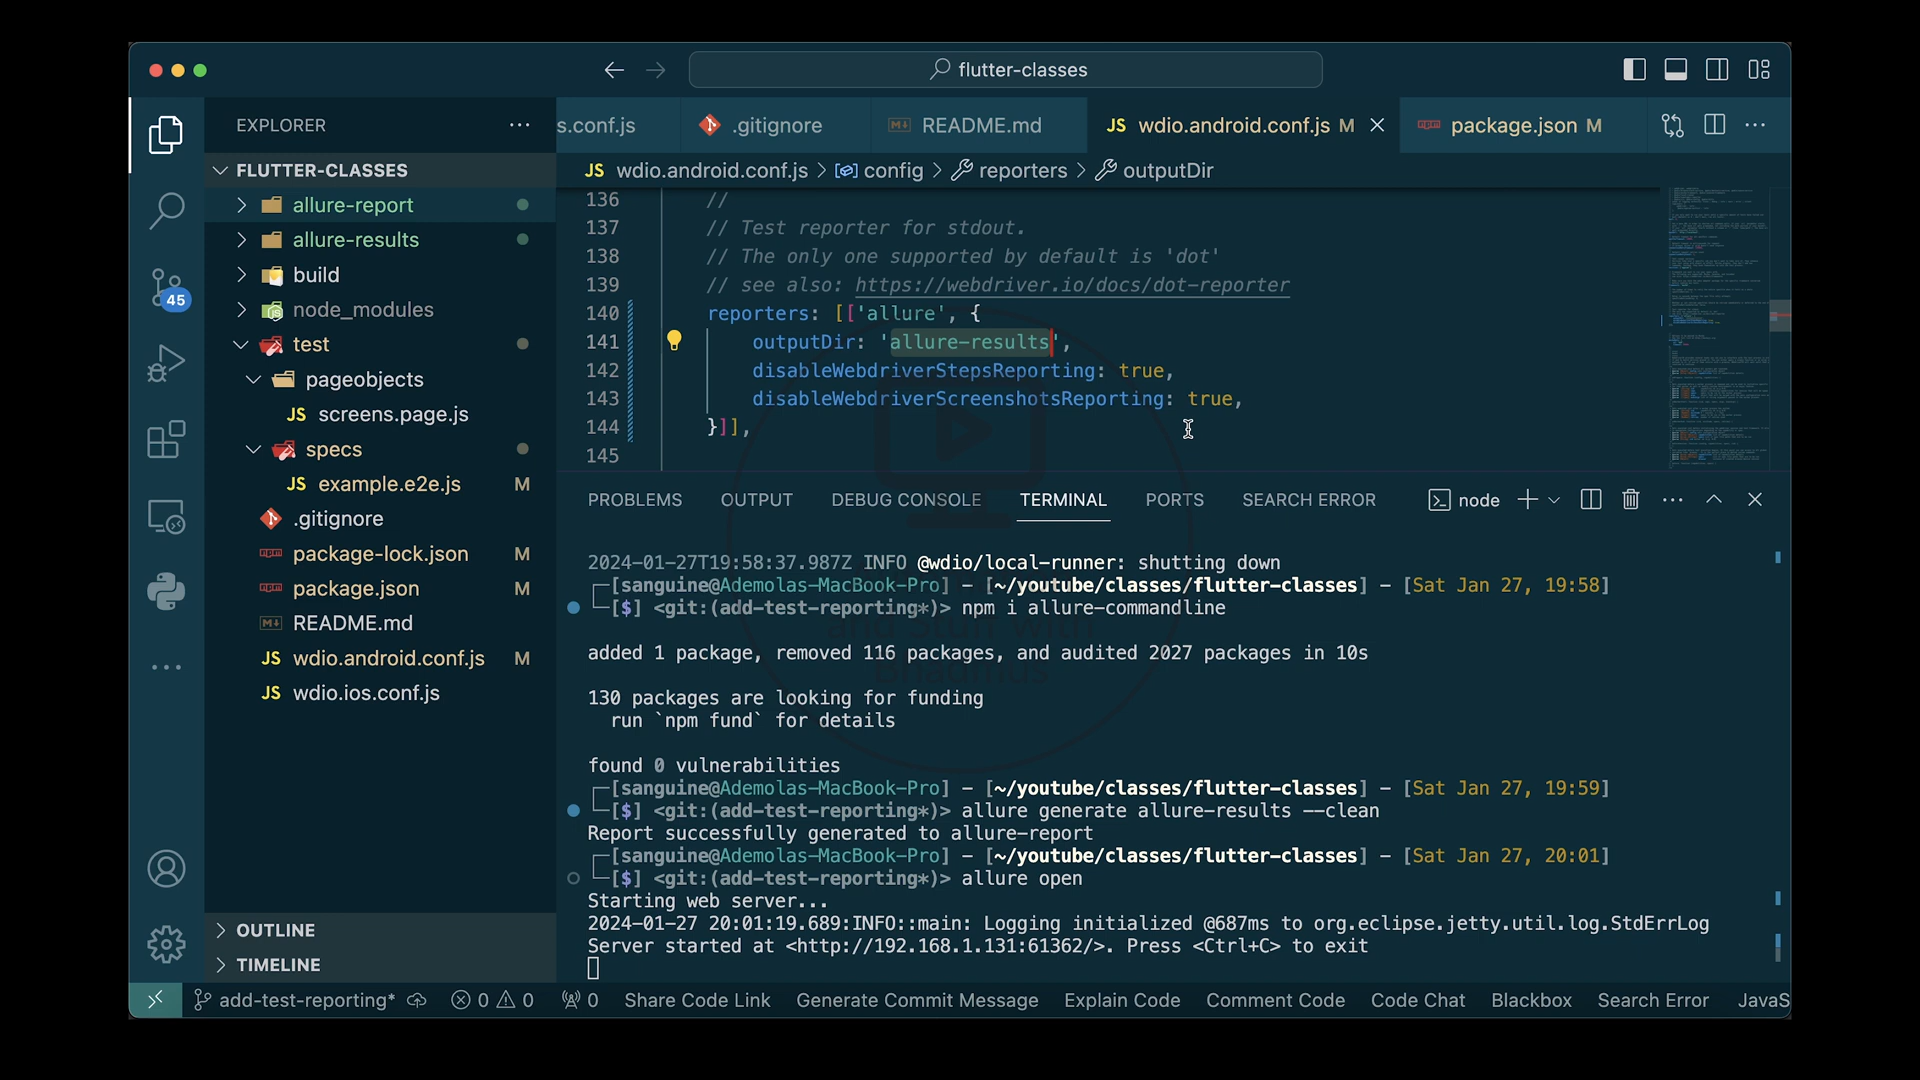 flutter-classes
EXPLORER
FLUTTER-CLASSES
allure-report
allure-results
build
node_modules
test
pageobjects
JS screens.page.js
specs
JS example.e2e.js M
.gitignore
package-lock.json M
package.json M
README.md
JS wdio.android.conf.js M
JS wdio.ios.conf.js
OUTLINE
TIMELINE
45
s.conf.js
.gitignore
README.md
JS wdio.android.conf.js M
package.json M
JS wdio.android.conf.js > config > reporters > outputDir
136 //
137 // Test reporter for stdout.
138 // The only one supported by default is 'dot'
139 // see also: https://webdriver.io/docs/dot-reporter
140 reporters: [['allure', {
141 outputDir: 'allure-results',
142 disableWebdriverStepsReporting: true,
143 disableWebdriverScreenshotsReporting: true,
144 }]],
145
PROBLEMS OUTPUT DEBUG CONSOLE TERMINAL PORTS SEARCH ERROR node
2024-01-27T19:58:37.987Z INFO @wdio/local-runner: shutting down
[sanguine@Ademolas-MacBook-Pro] - [~/youtube/classes/flutter-classes] - [Sat Jan 27, 19:58]
[$] <git:(add-test-reporting*)> npm i allure-commandline
added 1 package, removed 116 packages, and audited 2027 packages in 10s
130 packages are looking for funding
run `npm fund` for details
found 0 vulnerabilities
[sanguine@Ademolas-MacBook-Pro] - [~/youtube/classes/flutter-classes] - [Sat Jan 27, 19:59]
[$] <git:(add-test-reporting*)> allure generate allure-results --clean
Report successfully generated to allure-report
[sanguine@Ademolas-MacBook-Pro] - [~/youtube/classes/flutter-classes] - [Sat Jan 27, 20:01]
[$] <git:(add-test-reporting*)> allure open
Starting web server...
2024-01-27 20:01:19.689:INFO::main: Logging initialized @687ms to org.eclipse.jetty.util.log.StdErrLog
Server started at <http://192.168.1.131:61362/>. Press <Ctrl+C> to exit
add-test-reporting* 0 0 0 Share Code Link Generate Commit Message Explain Code Comment Code Code Chat Blackbox Search Error JavaS